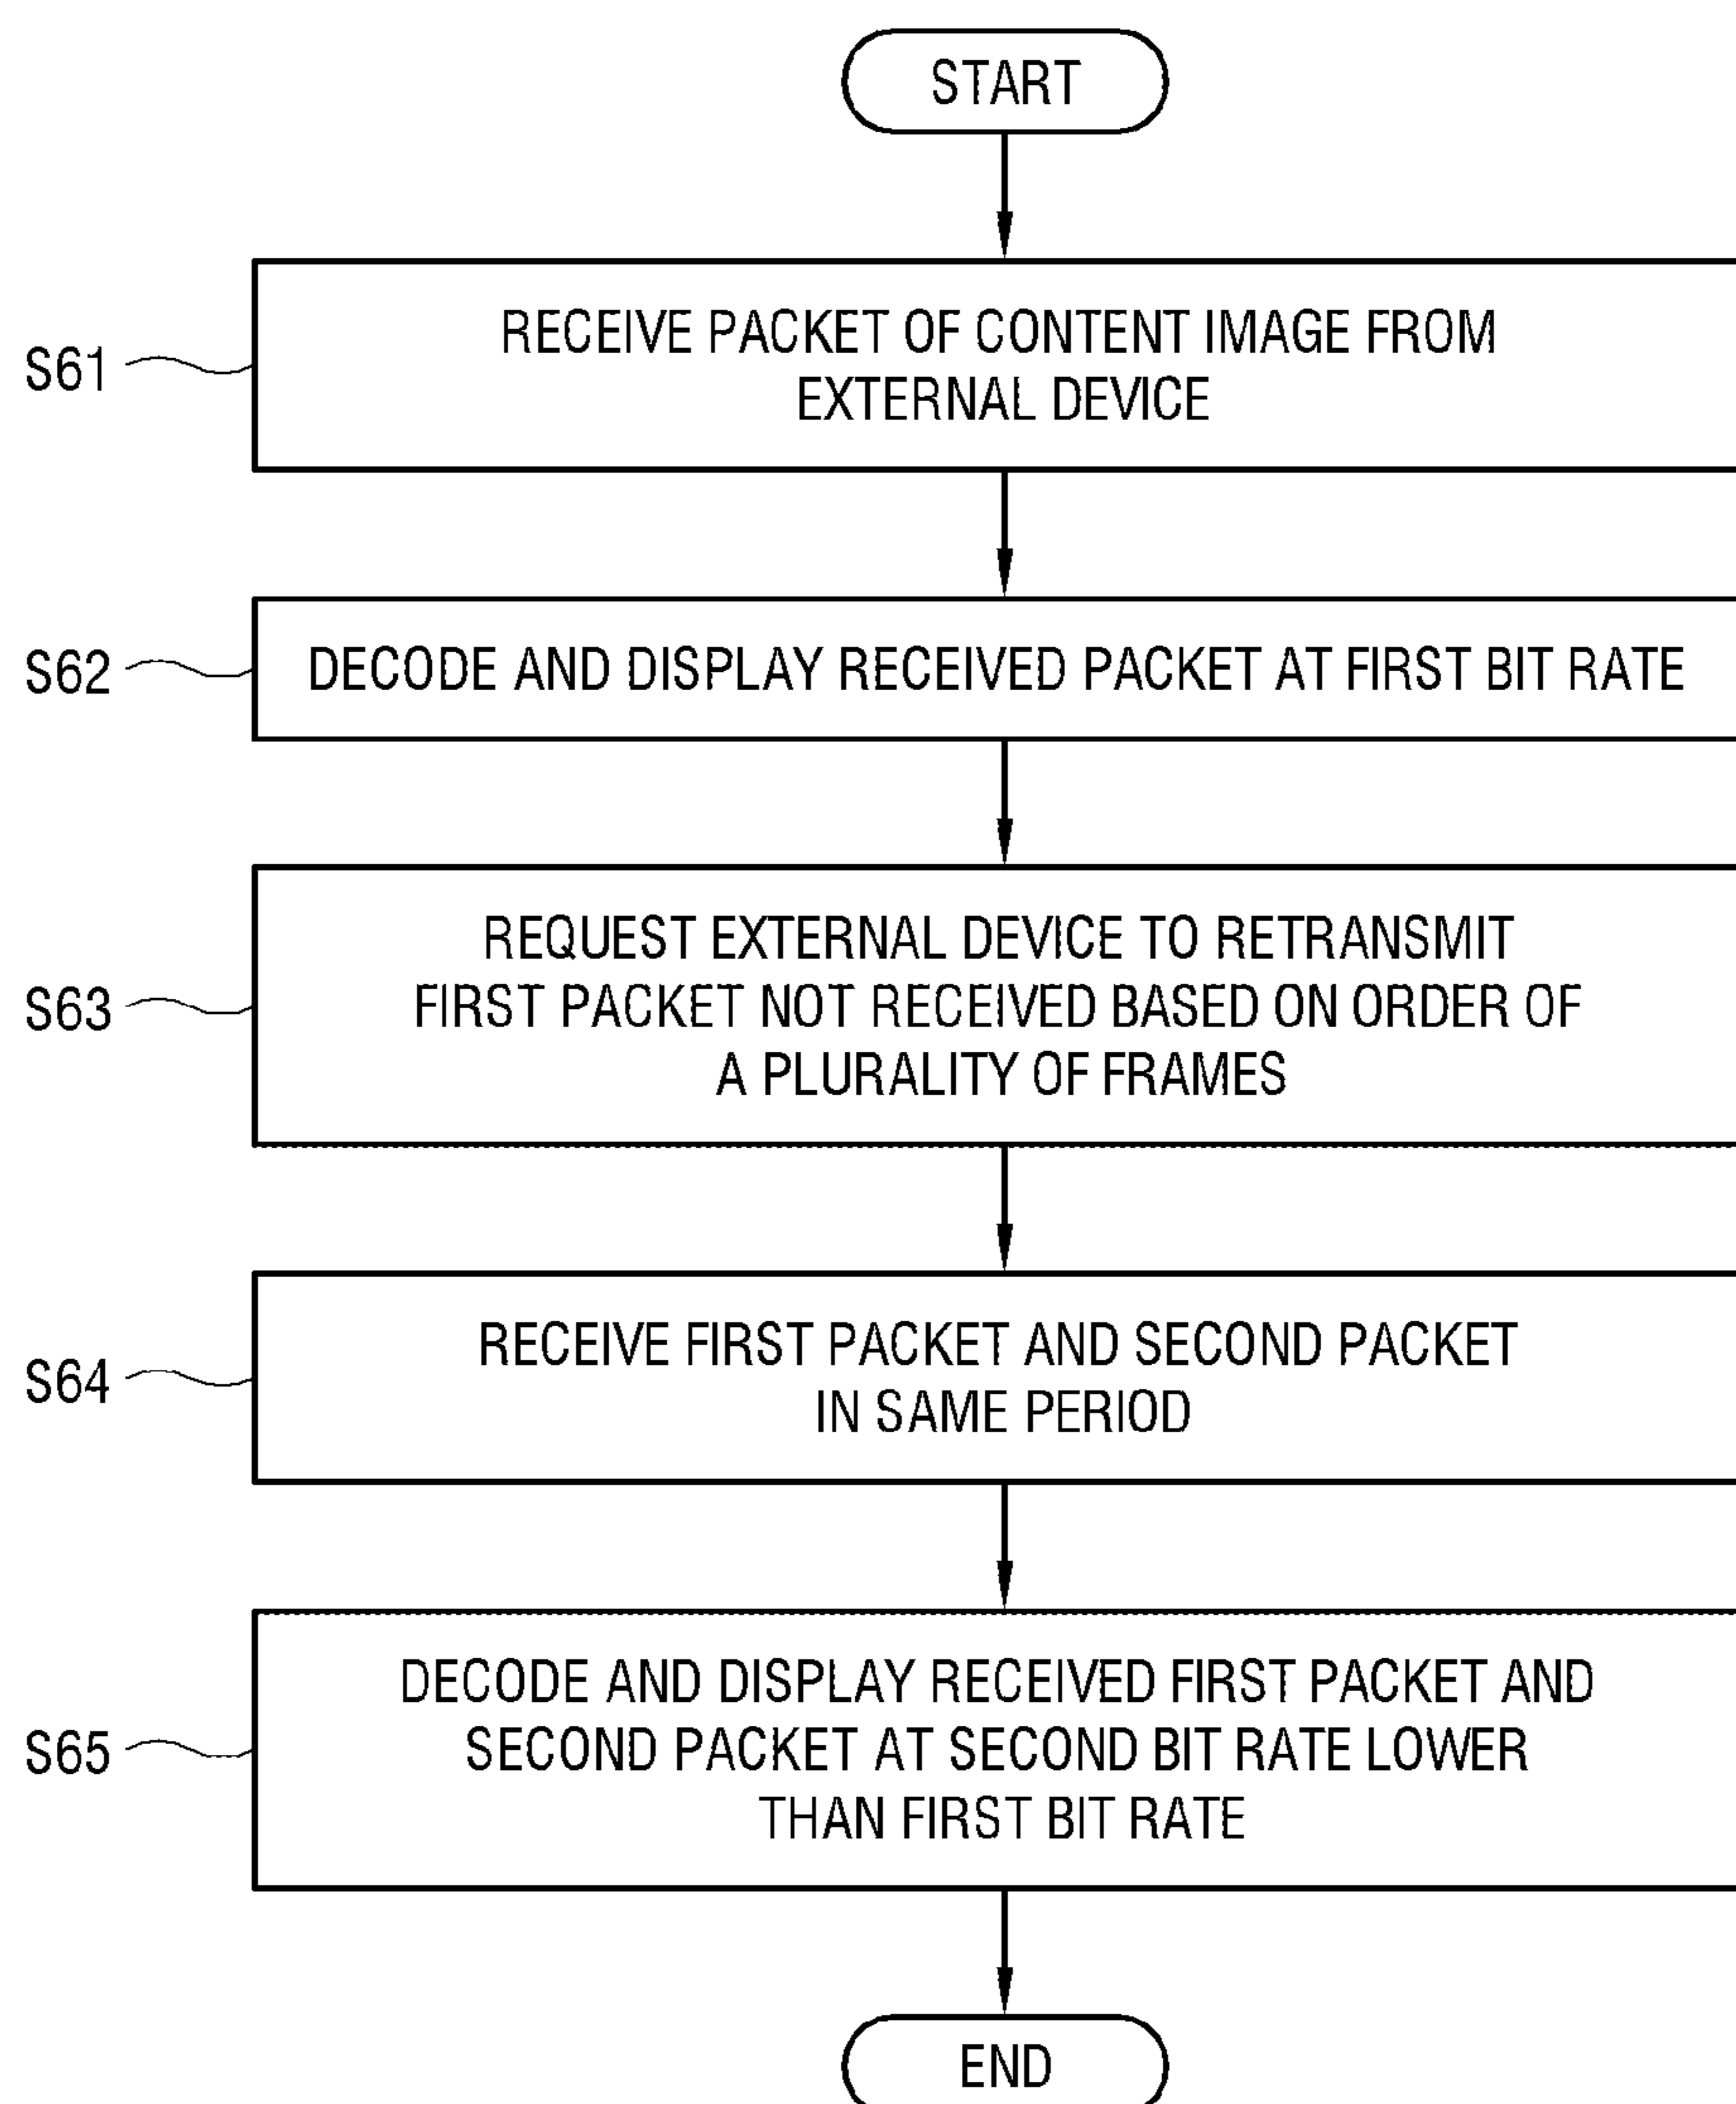 START
RECEIVE PACKET OF CONTENT IMAGE FROM
EXTERNAL DEVICE
S61
DECODE AND DISPLAY RECEIVED PACKET AT FIRST BIT RATE
S62
REQUEST EXTERNAL DEVICE TO RETRANSMIT
FIRST PACKET NOT RECEIVED BASED ON ORDER OF
A PLURALITY OF FRAMES
S63
RECEIVE FIRST PACKET AND SECOND PACKET
IN SAME PERIOD
S64
DECODE AND DISPLAY RECEIVED FIRST PACKET AND
SECOND PACKET AT SECOND BIT RATE LOWER
THAN FIRST BIT RATE
S65
END